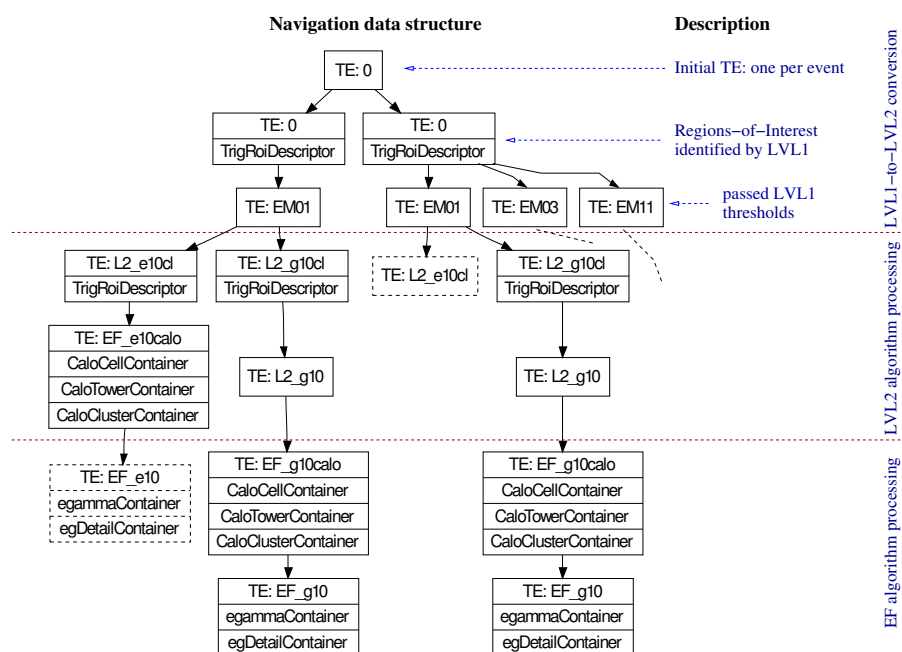 Navigation data structure
Description
TE: 0
Initial TE: one per event
TE: 0
TrigRoiDescriptor
TE: 0
TrigRoiDescriptor
Regions−of−Interest
identified by LVL1
TE: EM01
TE: EM01
TE: EM03
TE: EM11
passed LVL1
thresholds
LVL1−to−LVL2 conversion
TE: L2_e10cl
TrigRoiDescriptor
TE: L2_g10cl
TrigRoiDescriptor
TE: L2_e10cl
TE: L2_g10cl
TrigRoiDescriptor
TE: EF_e10calo
CaloCellContainer
CaloTowerContainer
CaloClusterContainer
TE: L2_g10
TE: L2_g10
LVL2 algorithm processing
TE: EF_e10
egammaContainer
egDetailContainer
TE: EF_g10calo
CaloCellContainer
CaloTowerContainer
CaloClusterContainer
TE: EF_g10calo
CaloCellContainer
CaloTowerContainer
CaloClusterContainer
TE: EF_g10
egammaContainer
egDetailContainer
TE: EF_g10
egammaContainer
egDetailContainer
EF algorithm processing